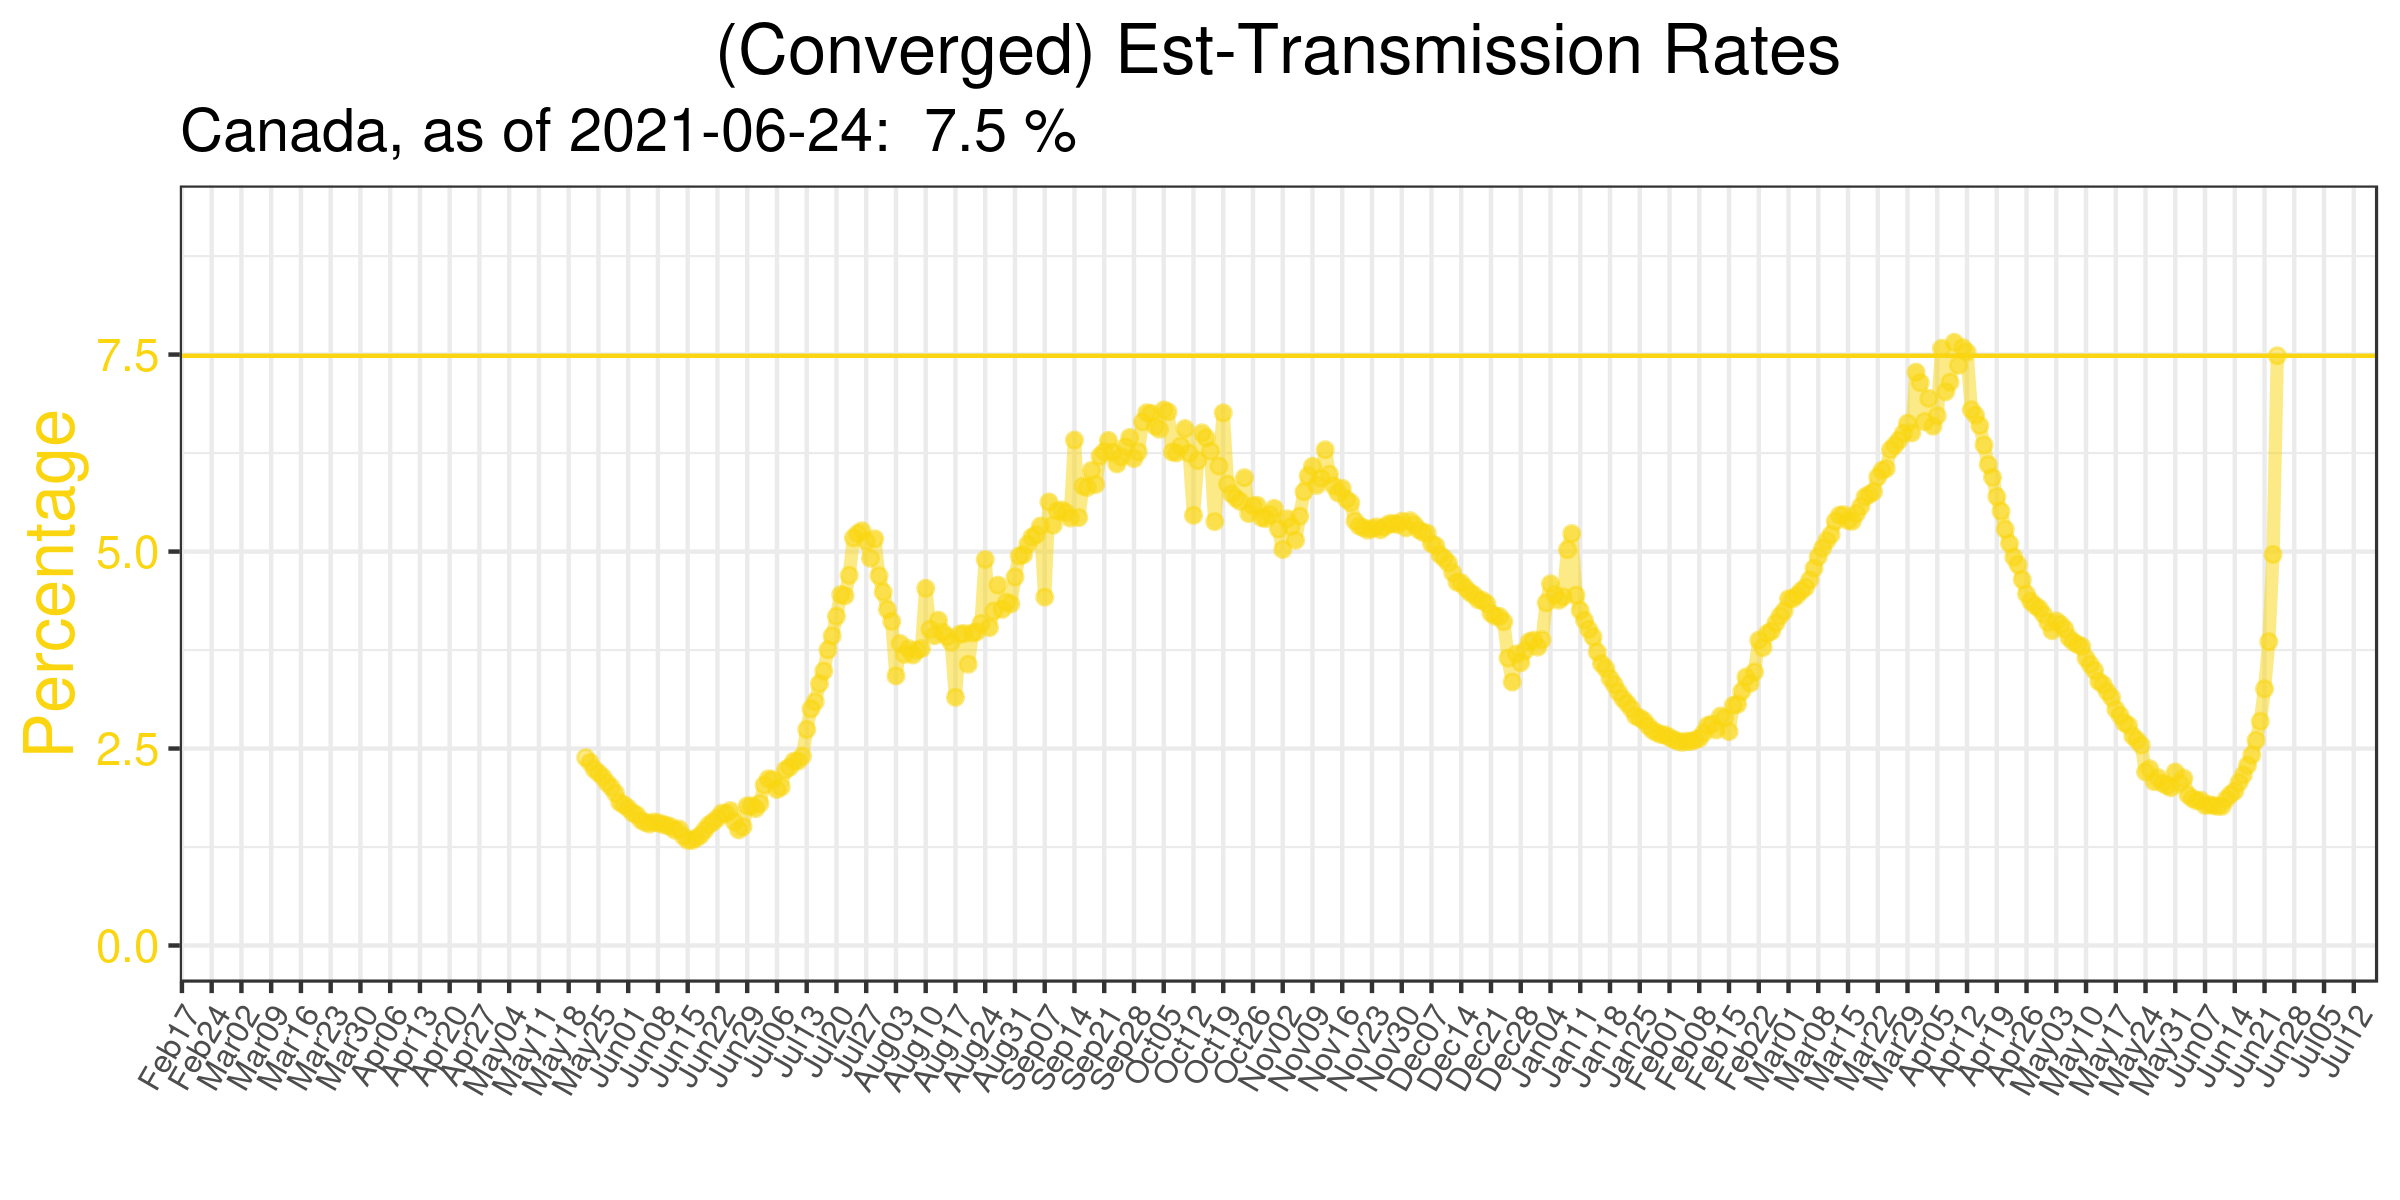 (Converged) Est-Transmission Rates
Canada, as of 2021-06-24:  7.5 %
Percentage
7.5
5.0
2.5
0.0
Feb17
Feb24
Mar02
Mar09
Mar16
Mar23
Mar30
Apr06
Apr13
Apr20
Apr27
May04
May11
May18
May25
Jun01
Jun08
Jun15
Jun22
Jun29
Jul06
Jul13
Jul20
Jul27
Aug03
Aug10
Aug17
Aug24
Aug31
Sep07
Sep14
Sep21
Sep28
Oct05
Oct12
Oct19
Oct26
Nov02
Nov09
Nov16
Nov23
Nov30
Dec07
Dec14
Dec21
Dec28
Jan04
Jan11
Jan18
Jan25
Feb01
Feb08
Feb15
Feb22
Mar01
Mar08
Mar15
Mar22
Mar29
Apr05
Apr12
Apr19
Apr26
May03
May10
May17
May24
May31
Jun07
Jun14
Jun21
Jun28
Jul05
Jul12